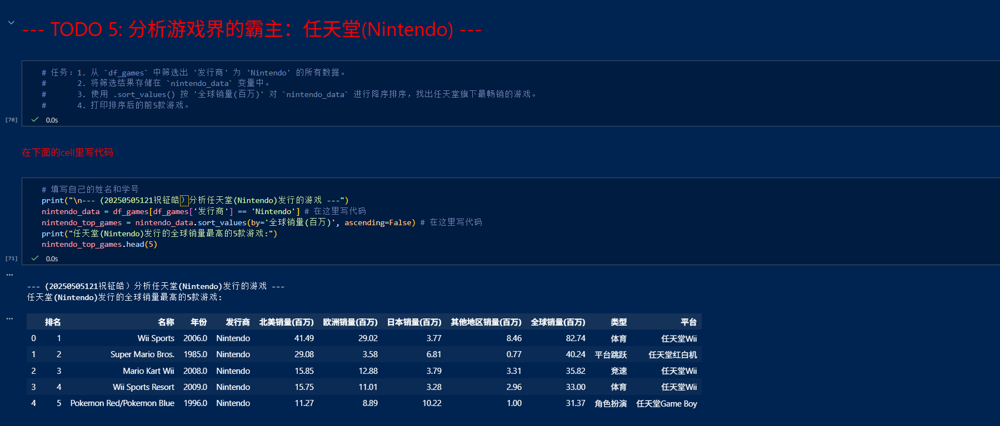 --- TODO 5: 分析游戏界的霸主：任天堂(Nintendo) ---
# 任务：1. 从 `df_games` 中筛选出 '发行商' 为 'Nintendo' 的所有数据。
#       2. 将筛选结果存储在 `nintendo_data` 变量中。
#       3. 使用 .sort_values() 按 '全球销量(百万)' 对 `nintendo_data` 进行降序排序，找出任天堂旗下最畅销的游戏。
#       4. 打印排序后的前5款游戏。
[70] 0.0s
在下面的cell里写代码
# 填写自己的姓名和学号
print("\n--- (20250505121祝钲皓）分析任天堂(Nintendo)发行的游戏 ---")
nintendo_data = df_games[df_games['发行商'] == 'Nintendo'] # 在这里写代码
nintendo_top_games = nintendo_data.sort_values(by='全球销量(百万)', ascending=False) # 在这里写代码
print("任天堂(Nintendo)发行的全球销量最高的5款游戏:")
nintendo_top_games.head(5)
[71] 0.0s
--- (20250505121祝钲皓）分析任天堂(Nintendo)发行的游戏 ---
任天堂(Nintendo)发行的全球销量最高的5款游戏:
排名 名称 年份 发行商 北美销量(百万) 欧洲销量(百万) 日本销量(百万) 其他地区销量(百万) 全球销量(百万) 类型 平台
0 1 Wii Sports 2006.0 Nintendo 41.49 29.02 3.77 8.46 82.74 体育 任天堂Wii
1 2 Super Mario Bros. 1985.0 Nintendo 29.08 3.58 6.81 0.77 40.24 平台跳跃 任天堂红白机
2 3 Mario Kart Wii 2008.0 Nintendo 15.85 12.88 3.79 3.31 35.82 竞速 任天堂Wii
3 4 Wii Sports Resort 2009.0 Nintendo 15.75 11.01 3.28 2.96 33.00 体育 任天堂Wii
4 5 Pokemon Red/Pokemon Blue 1996.0 Nintendo 11.27 8.89 10.22 1.00 31.37 角色扮演 任天堂Game Boy